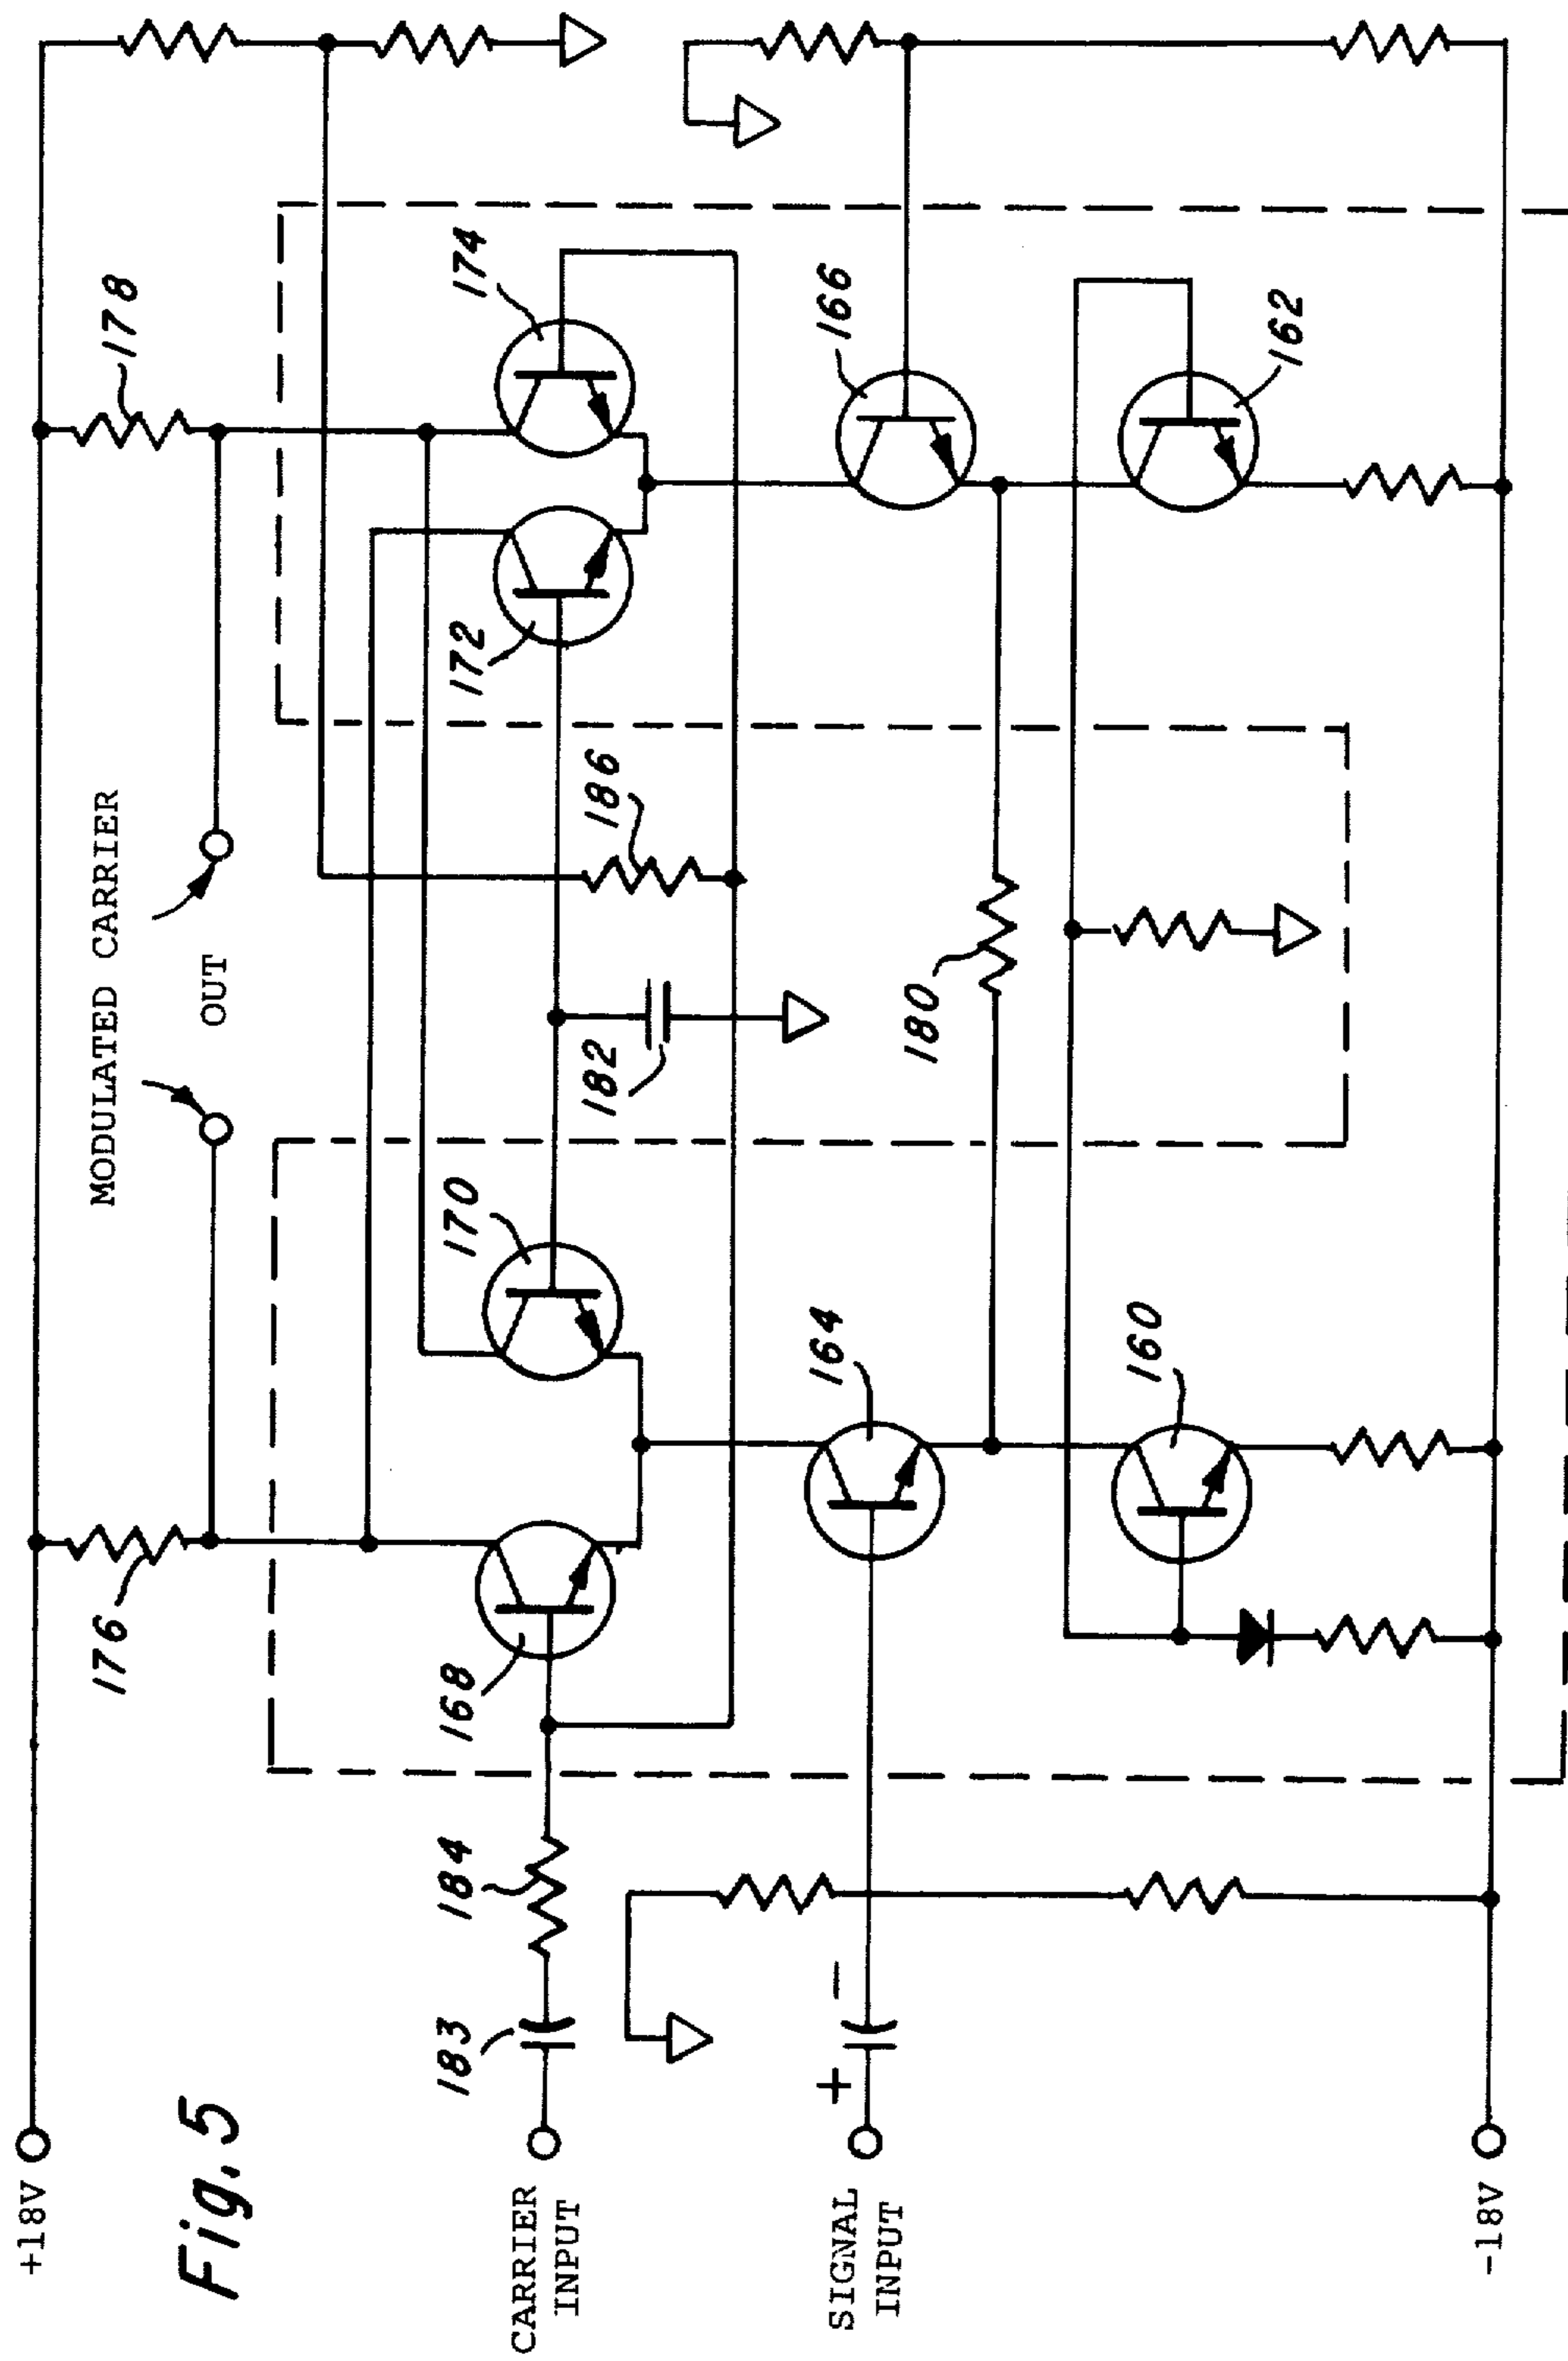 +18V
Fig. 5
MODULATED CARRIER
OUT
176
178
168
170
172
174
CARRIER
INPUT
183
184
182
186
SIGNAL
INPUT
+
−
164
180
166
160
162
-18V